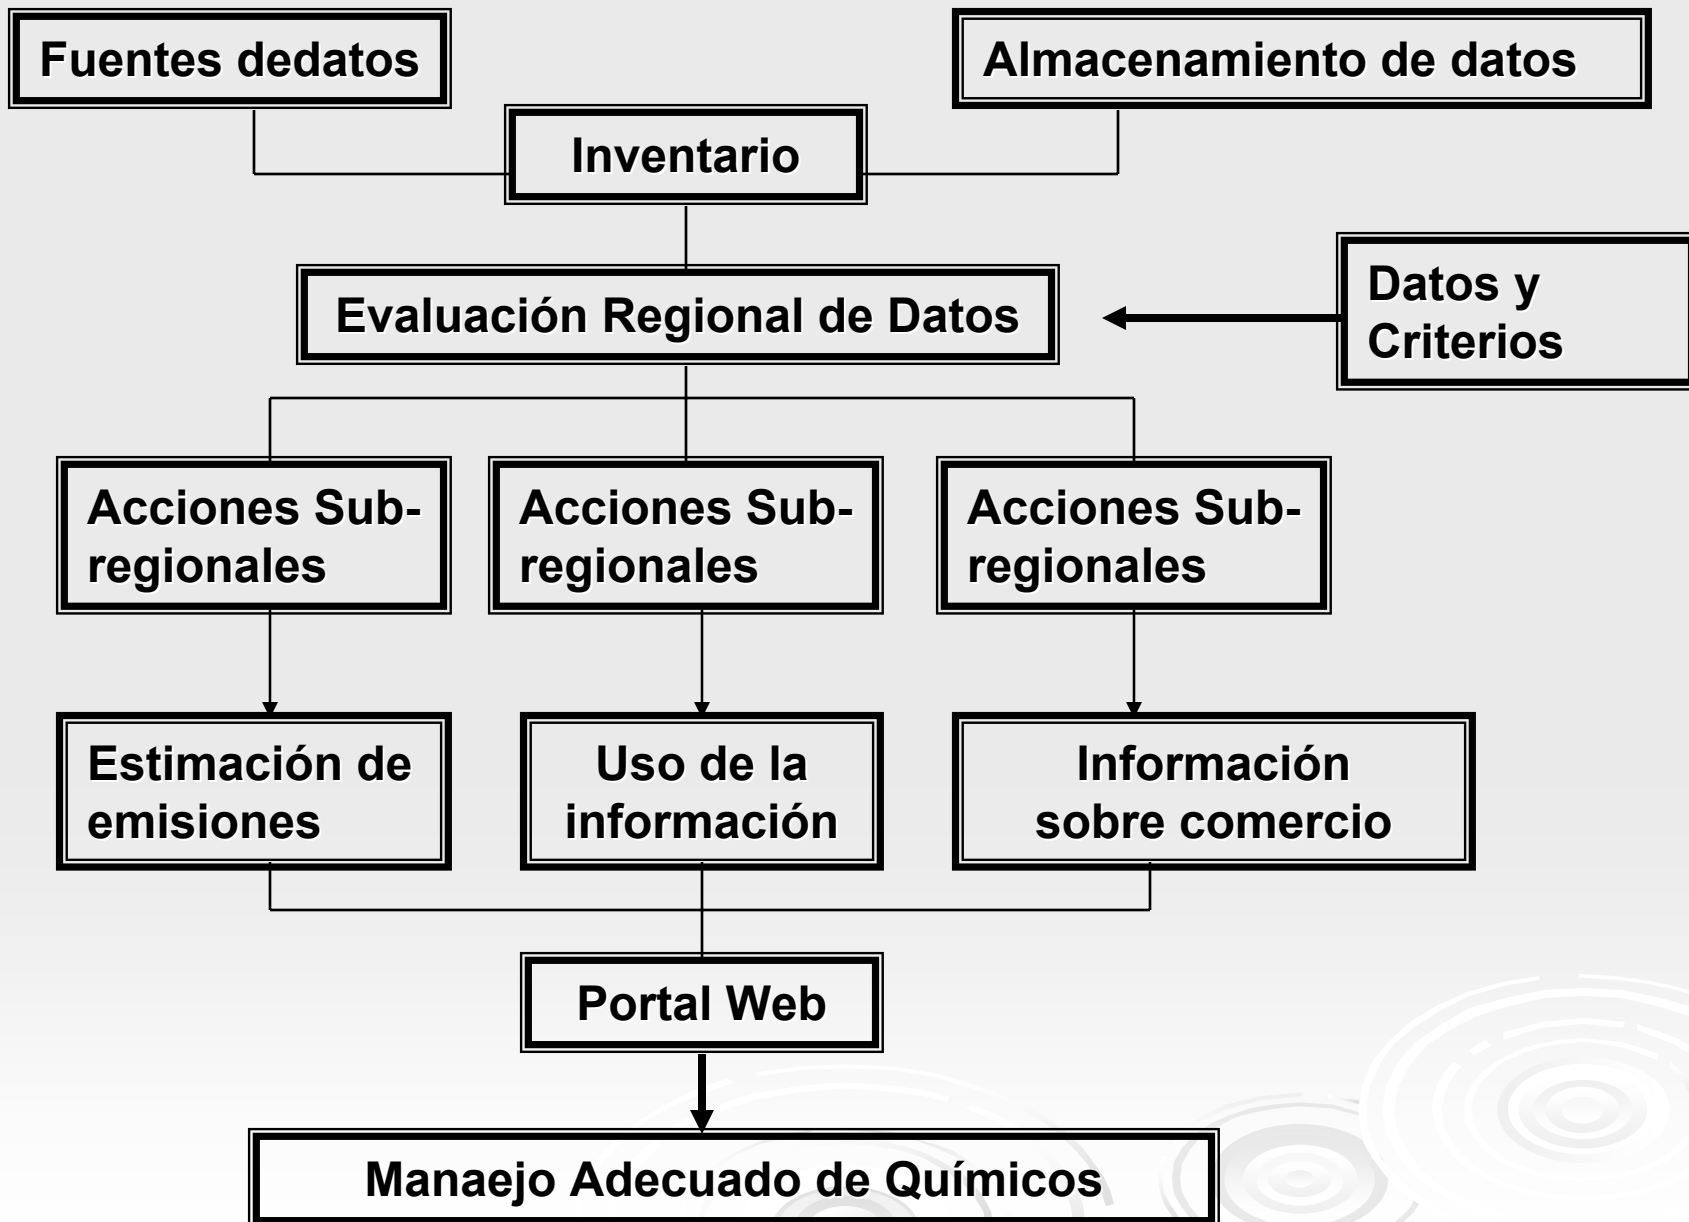 Fuentes dedatos
Almacenamiento de datos
Inventario
Evaluación Regional de Datos
Datos y
Criterios
Acciones Sub-
regionales
Acciones Sub-
regionales
Acciones Sub-
regionales
Estimación de
emisiones
Uso de la
información
Información
sobre comercio
Portal Web
Manaejo Adecuado de Químicos